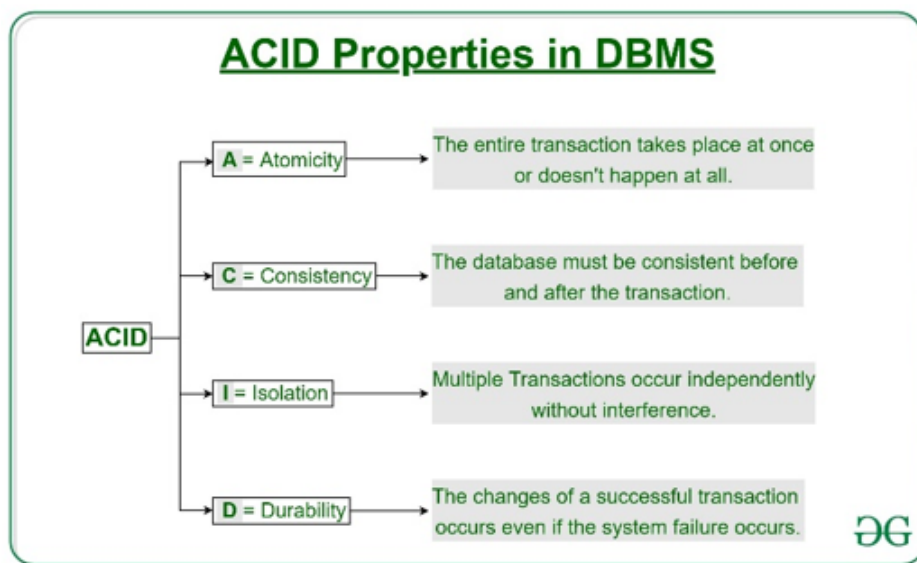 ACID Properties in DBMS
A = Atomicity
The entire transaction takes place at once
or doesn't happen at all.
C = Consistency
The database must be consistent before
and after the transaction.
ACID
I = Isolation
Multiple Transactions occur independently
without interference.
D = Durability
The changes of a successful transaction
occurs even if the system failure occurs.